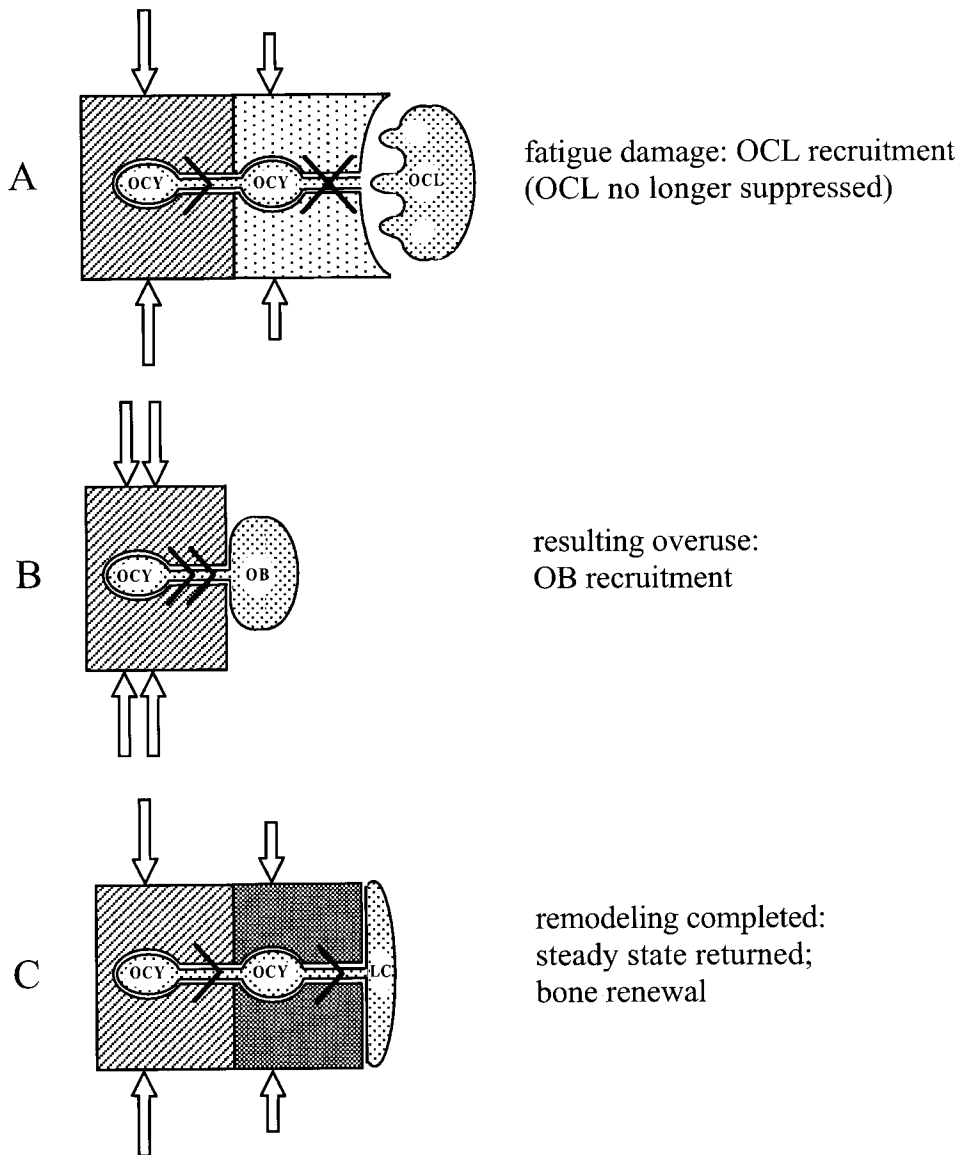 A
OCY
OCY
OCL
fatigue damage: OCL recruitment
(OCL no longer suppressed)
B
OCY
OB
resulting overuse:
OB recruitment
C
OCY
OCY
LC
remodeling completed:
steady state returned;
bone renewal